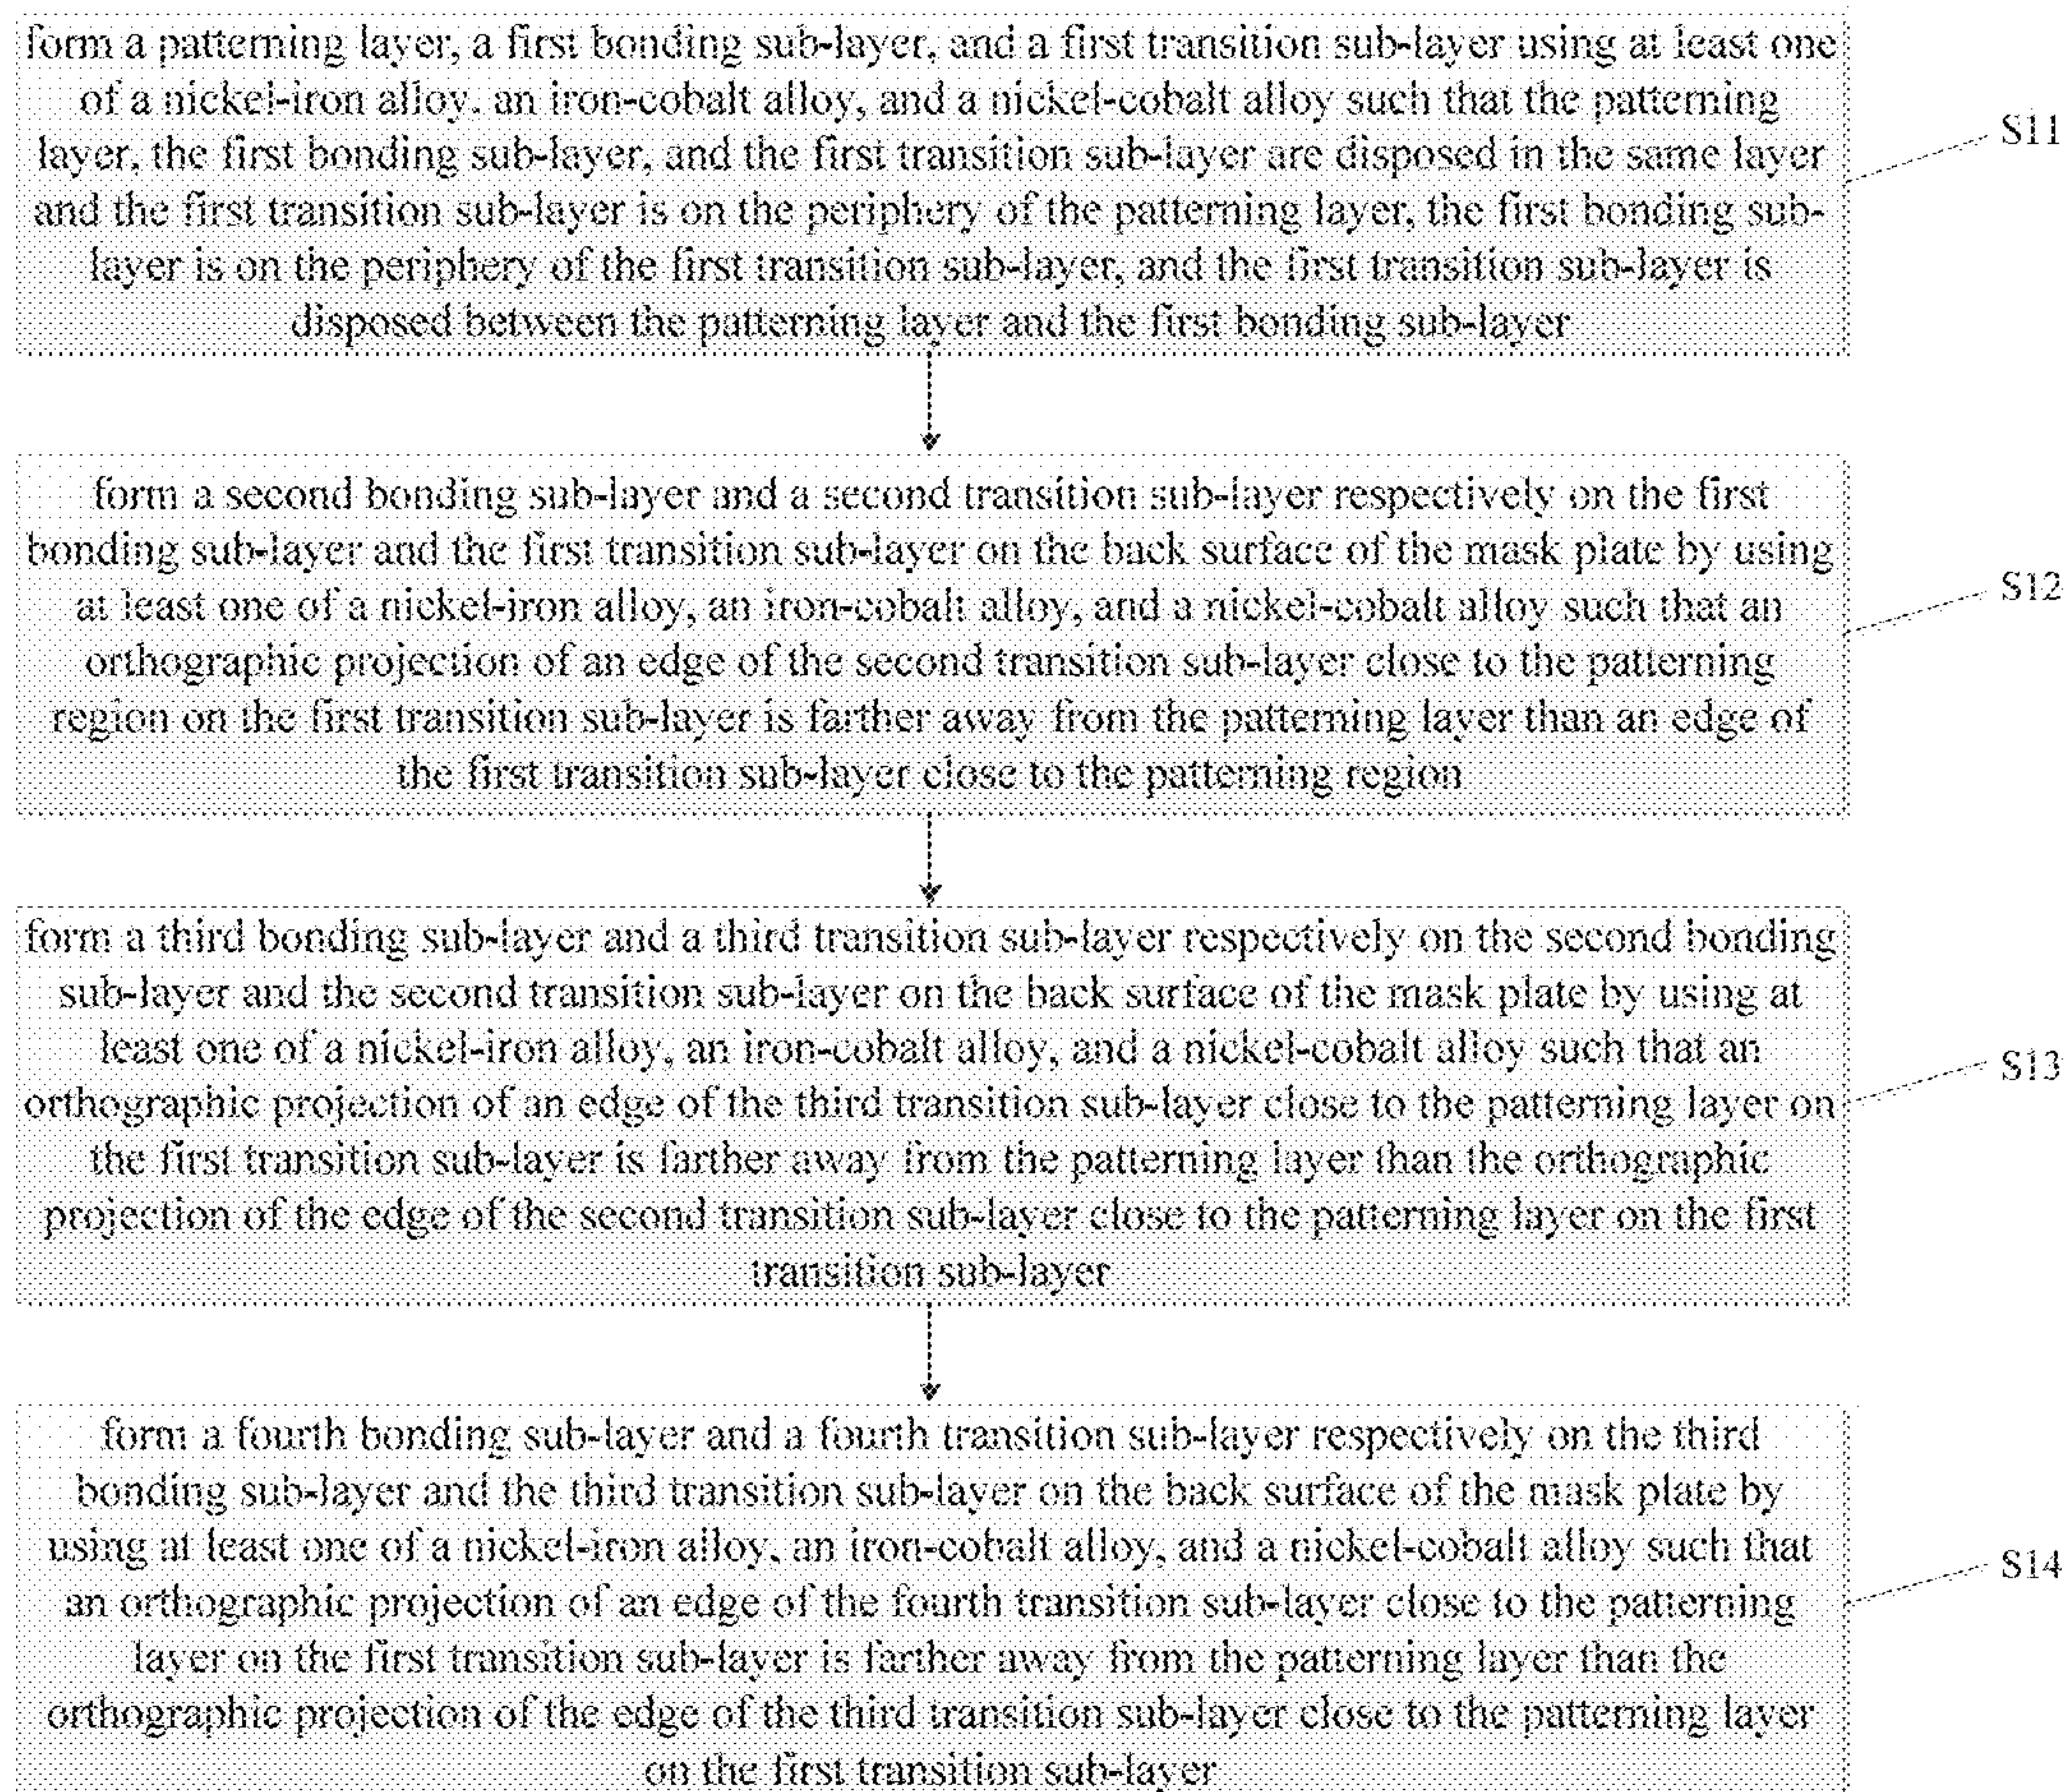 form a patterning layer, a first bonding sub-layer, and a first transition sub-layer using at least one
of a nickel-iron alloy. an iron-cobalt alloy, and a nickel-cobalt alloy such that the patterning
layer, the first bonding sub-layer, and the first transition sub-layer are disposed in the same layer
and the first transition sub-layer is on the periphery of the patterning layer, the first bonding sub-
layer is on the periphery of the first transition sub-layer, and the first transition sub-layer is
disposed between the patterning layer and the first bonding sub-layer
S11
form a second bonding sub-layer and a second transition sub-layer respectively on the first
bonding sub-layer and the first transition sub-layer on the back surface of the mask plate by using
at least one of a nickel-iron alloy, an iron-cobalt alloy, and a nickel-cobalt alloy such that an
orthographic projection of an edge of the second transition sub-layer close to the patterning
region on the first transition sub-layer is farther away from the patterning layer than an edge of
the first transition sub-layer close to the patterning region
S12
form a third bonding sub-layer and a third transition sub-layer respectively on the second bonding
sub-layer and the second transition sub-layer on the back surface of the mask plate by using at
least one of a nickel-iron alloy, an iron-cobalt alloy, and a nickel-cobalt alloy such that an
orthographic projection of an edge of the third transition sub-layer close to the patterning layer on
the first transition sub-layer is farther away from the patterning layer than the orthographic
projection of the edge of the second transition sub-layer close to the patterning layer on the first
transition sub-layer
S13
form a fourth bonding sub-layer and a fourth transition sub-layer respectively on the third
bonding sub-layer and the third transition sub-layer on the back surface of the mask plate by
using at least one of a nickel-iron alloy, an iron-cobalt alloy, and a nickel-cobalt alloy such that
an orthographic projection of an edge of the fourth transition sub-layer close to the patterning
layer on the first transition sub-layer is farther away from the patterning layer than the
orthographic projection of the edge of the third transition sub-layer close to the patterning layer
on the first transition sub-layer
S14